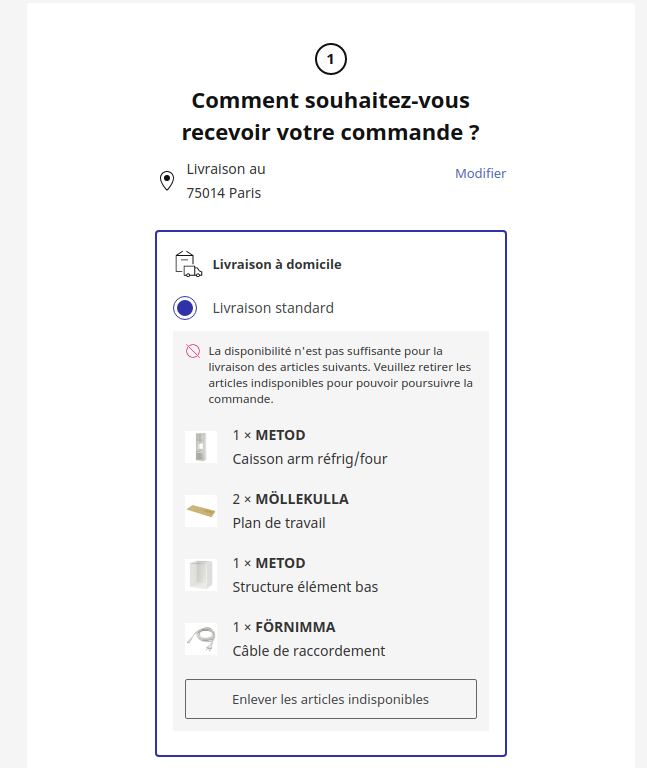 1
Comment souhaitez-vous
recevoir votre commande ?
Livraison au
75014 Paris
Modifier
Livraison à domicile
Livraison standard
La disponibilité n'est pas suffisante pour la
livraison des articles suivants. Veuillez retirer les
articles indisponibles pour pouvoir poursuivre la
commande.
1 × METOD
Caisson arm réfrig/four
2 × MÖLLEKULLA
Plan de travail
1 × METOD
Structure élément bas
1 × FÖRNIMMA
Câble de raccordement
Enlever les articles indisponibles